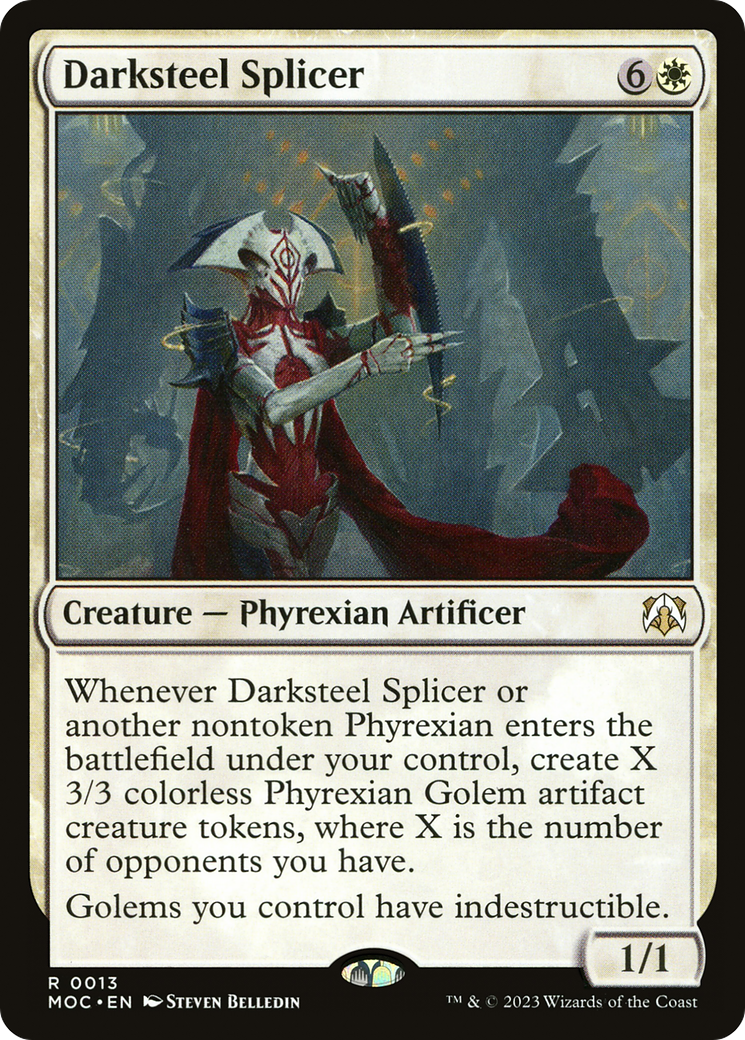 Darksteel Splicer 6
Creature — Phyrexian Artificer
Whenever Darksteel Splicer or
another nontoken Phyrexian enters the
battlefield under your control, create X
3/3 colorless Phyrexian Golem artifact
creature tokens, where X is the number
of opponents you have.
Golems you control have indestructible.
1/1
R 0013
MOC • EN Steven Belledin
™ & © 2023 Wizards of the Coast